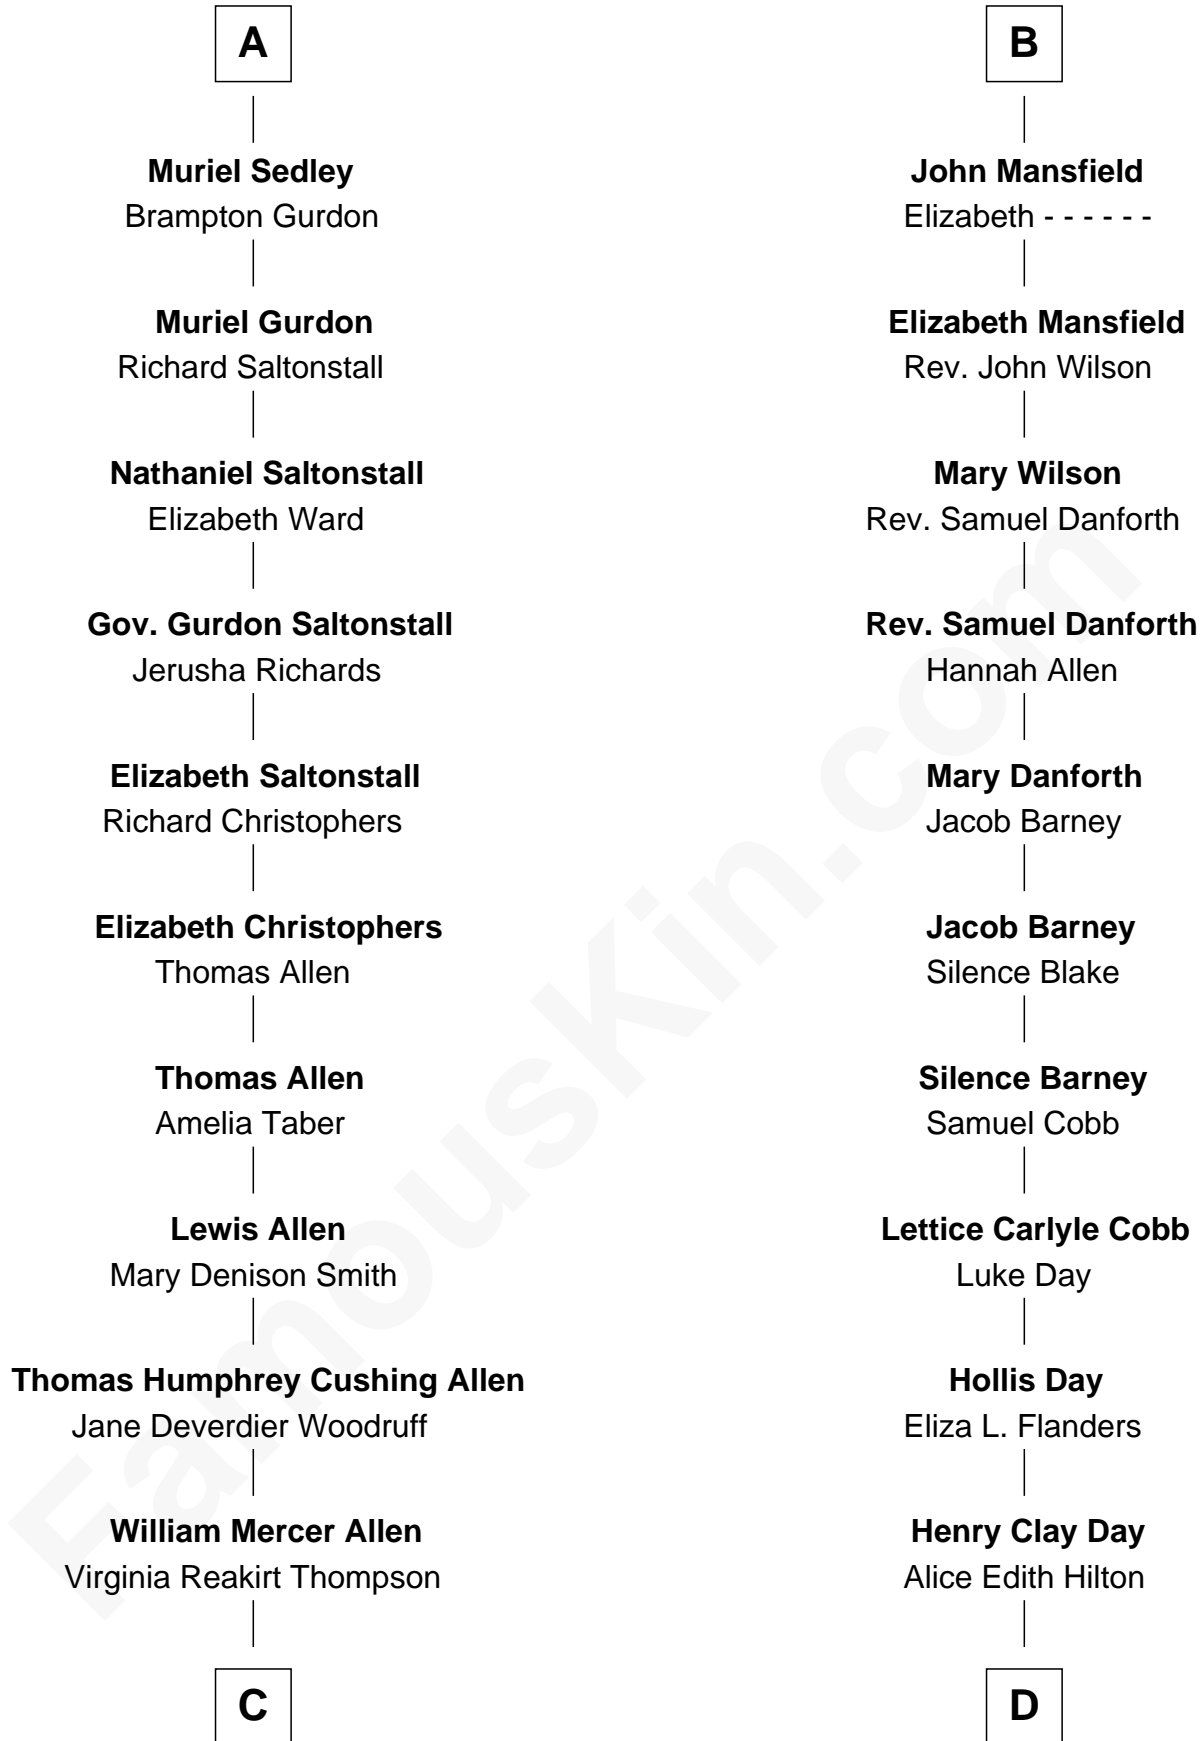 A
Muriel Sedley
Brampton Gurdon
Muriel Gurdon
Richard Saltonstall
Nathaniel Saltonstall
Elizabeth Ward
Gov. Gurdon Saltonstall
Jerusha Richards
Elizabeth Saltonstall
Richard Christophers
Elizabeth Christophers
Thomas Allen
Thomas Allen
Amelia Taber
Lewis Allen
Mary Denison Smith
Thomas Humphrey Cushing Allen
Jane Deverdier Woodruff
William Mercer Allen
Virginia Reakirt Thompson
C
B
John Mansfield
Elizabeth - - - - - -
Elizabeth Mansfield
Rev. John Wilson
Mary Wilson
Rev. Samuel Danforth
Rev. Samuel Danforth
Hannah Allen
Mary Danforth
Jacob Barney
Jacob Barney
Silence Blake
Silence Barney
Samuel Cobb
Lettice Carlyle Cobb
Luke Day
Hollis Day
Eliza L. Flanders
Henry Clay Day
Alice Edith Hilton
D
FamousKin.com